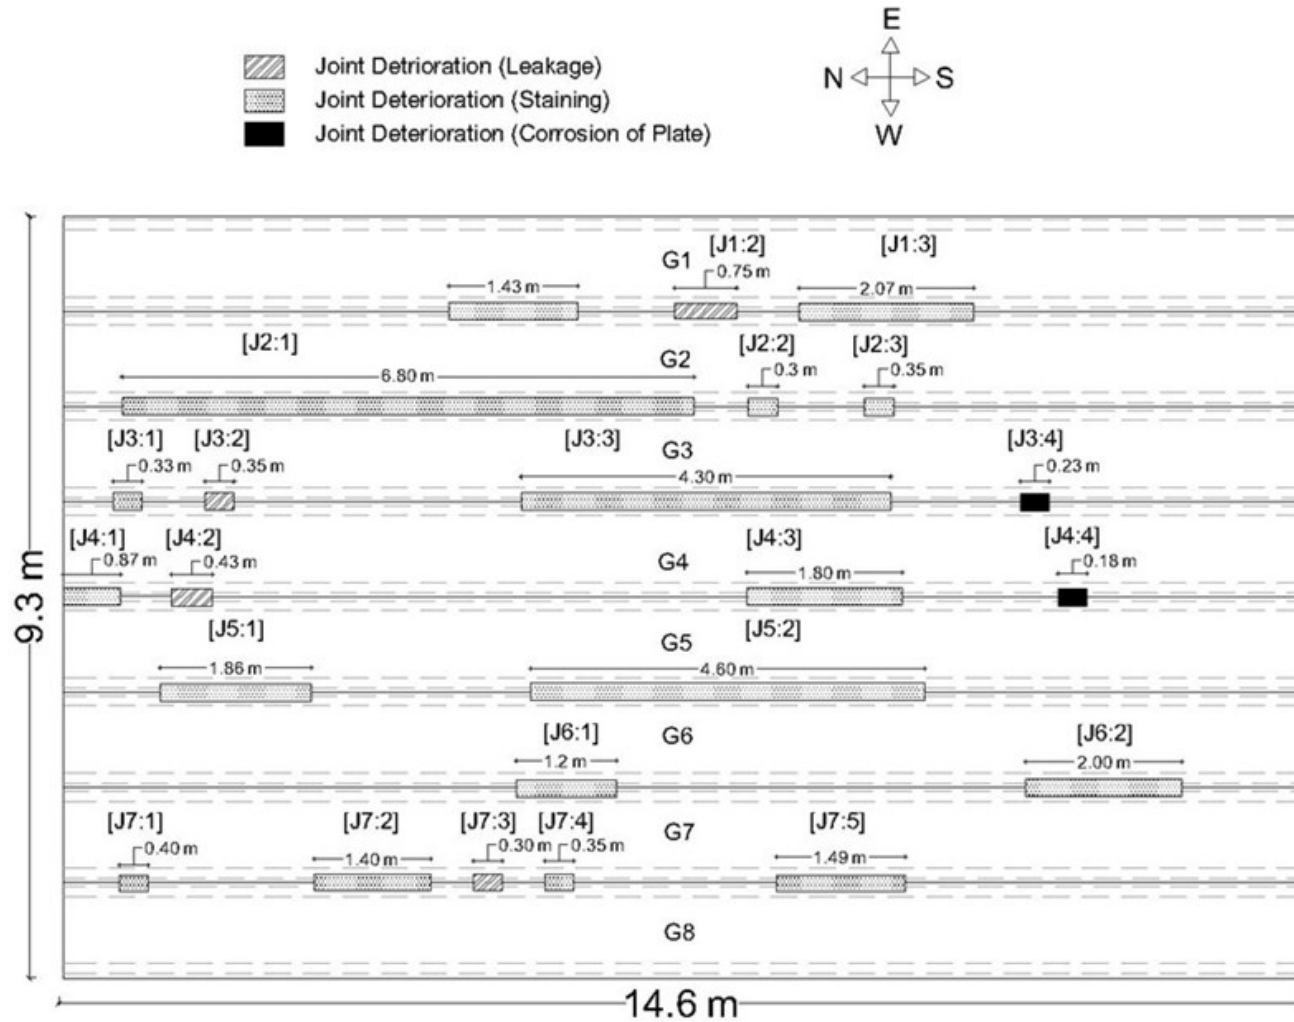 E
Joint Detrioration (Leakage)
N S
Joint Deterioration (Staining)
Joint Deterioration (Corrosion of Plate)
W
[J1:2] [J1:3]
G1
0.75 m
1.43 m 2.07 m
[J2:1] [J2:2] [J2:3]
G2
0.3 m 0.35 m
6.80 m
[J3:1] [J3:2] [J3:3] [J3:4]
G3
0.33 m 0.35 m 0.23 m
4.30 m
[J4:1] [J4:2] [J4:3] [J4:4]
G4
0.87 m 0.43 m 0.18 m
1.80 m
9.3 m
[J5:1] [J5:2]
G5
1.86 m 4.60 m
[J6:1] G6 [J6:2]
1.2 m 2.00 m
[J7:1] [J7:2] [J7:3] [J7:4] [J7:5]
G7
0.40 m 0.30 m 0.35 m
1.40 m 1.49 m
G8
14.6 m